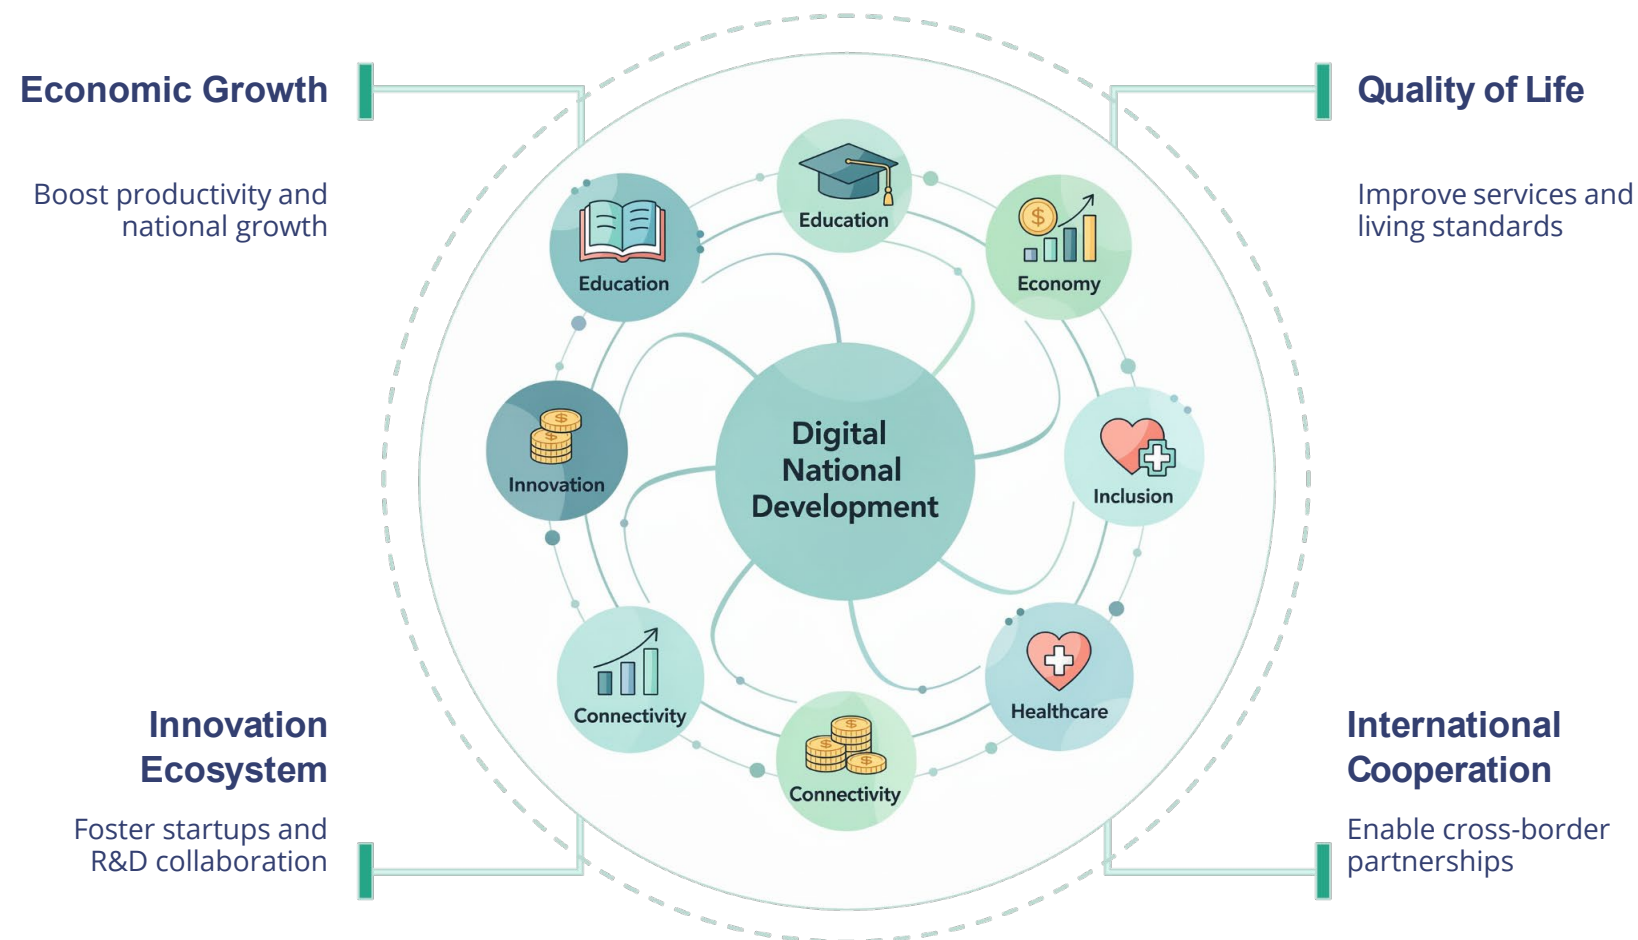 Economic Growth
Boost productivity and
national growth
Quality of Life
Improve services and
living standards
Education
Education
Economy
Innovation
Digital
National
Development
Inclusion
Connectivity
Connectivity
Healthcare
Innovation
Ecosystem
Foster startups and
R&D collaboration
International
Cooperation
Enable cross-border
partnerships